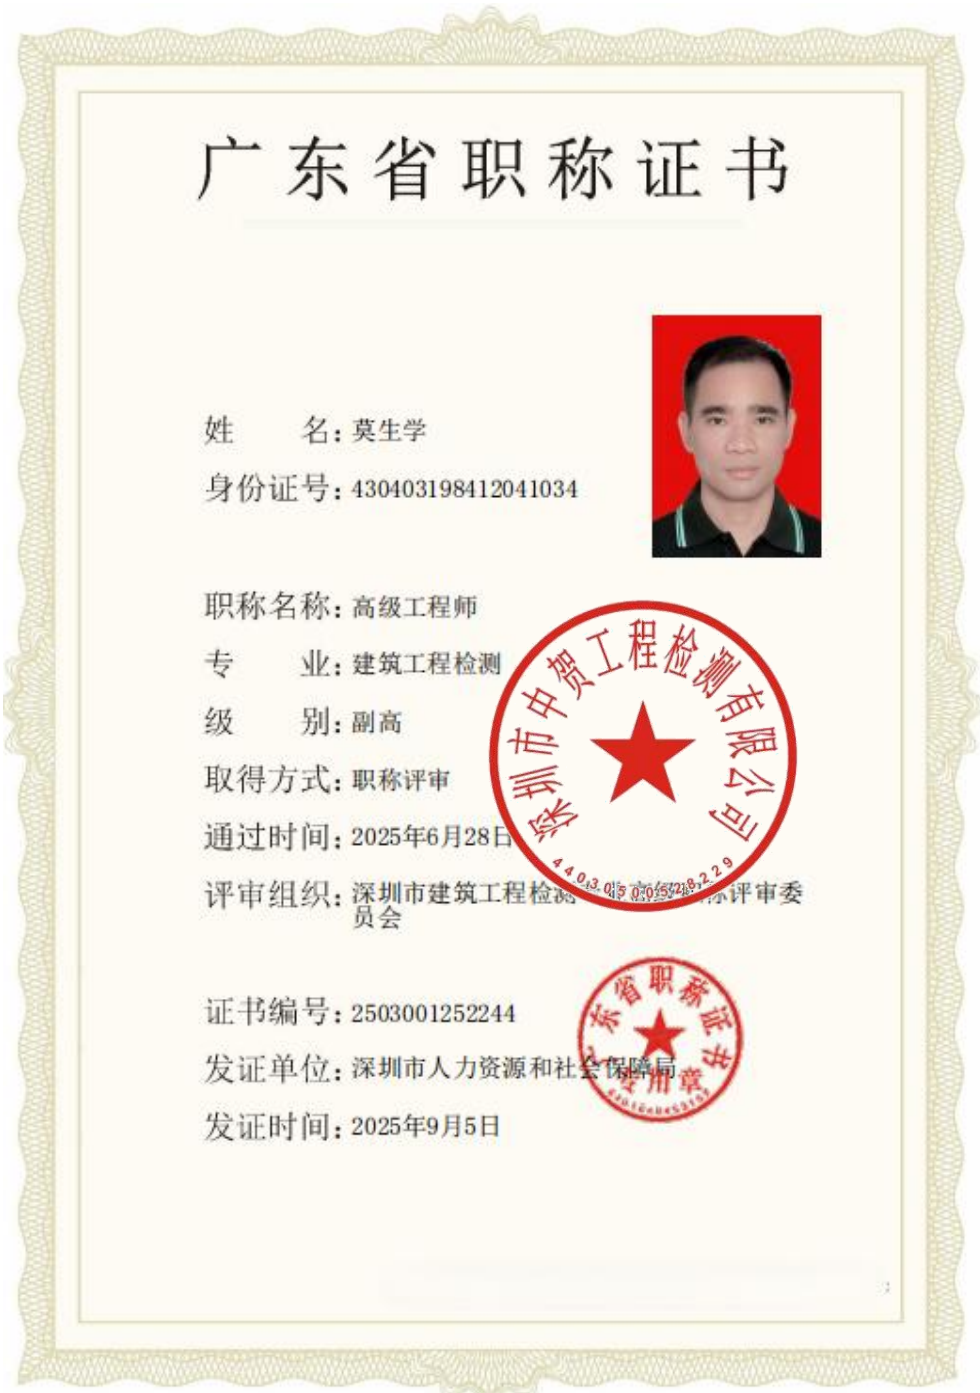 广东省职称证书
姓 名: 莫生学
身份证号: 430403198412041034
职称名称: 高级工程师
专 业: 建筑工程检测
级 别: 副高
取得方式: 职称评审
通过时间: 2025年6月28日
评审组织: 深圳市建筑工程检测 高级职称评审委
员会
深圳市中贺工程检测有限公司
4403050052822​9
证书编号: 2503001252244
发证单位: 深圳市人力资源和社会保障局
发证时间: 2025年9月5日
广东省职称证书
专用章